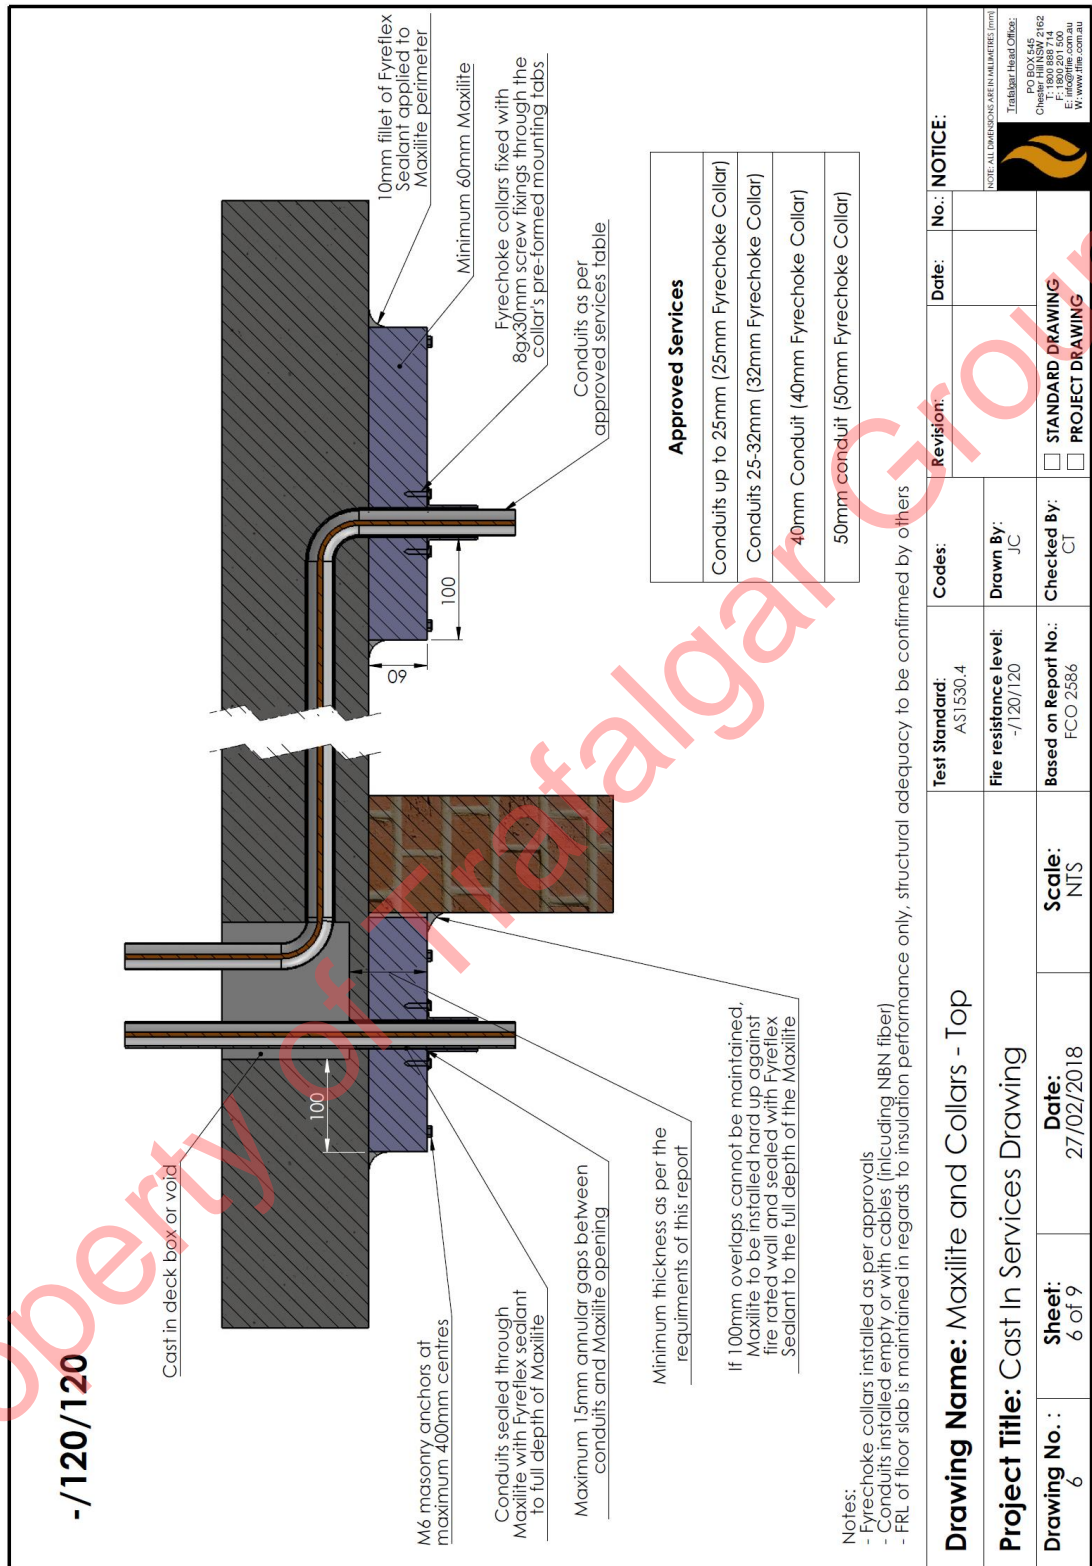 -/120/120
Cast in deck box or void
M6 masonry anchors at
maximum 400mm centres
Conduits sealed through
Maxilite with Fyreflex sealant
to full depth of Maxilite
Maximum 15mm annular gaps between
conduits and Maxilite opening
Minimum thickness as per the
requirments of this report
If 100mm overlaps cannot be maintained,
Maxilite to be installed hard up against
fire rated wall and sealed with Fyreflex
Sealant to the full depth of the Maxilite
100
60
100
10mm fillet of Fyreflex
Sealant applied to
Maxilite perimeter
Minimum 60mm Maxilite
Fyrechoke collars fixed with
8gx30mm screw fixings through the
collar's pre-formed mounting tabs
Conduits as per
approved services table
Approved Services
Conduits up to 25mm (25mm Fyrechoke Collar)
Conduits 25-32mm (32mm Fyrechoke Collar)
40mm Conduit (40mm Fyrechoke Collar)
50mm conduit (50mm Fyrechoke Collar)
Notes:
- Fyrechoke collars installed as per approvals
- Conduits installed empty or with cables (inlcuding NBN fiber)
- FRL of floor slab is maintained in regards to insulation performance only, structural adequacy to be confirmed by others
Drawing Name: Maxilite and Collars - Top
Project Title: Cast In Services Drawing
Drawing No. :
6
Sheet:
6 of 9
Date:
27/02/2018
Scale:
NTS
Test Standard:
AS1530.4
Fire resistance level:
-/120/120
Based on Report No.:
FCO 2586
Codes:
Drawn By:
JC
Checked By:
CT
Revision:
Date:
No.:
STANDARD DRAWING
PROJECT DRAWING
NOTICE:
NOTE: ALL DIMENSIONS ARE IN MILLIMETRES (mm)
Trafalgar Head Office:
PO BOX 545
Chester Hill NSW 2162
T: 1800 888 714
F: 1800 201 500
E: info@tfire.com.au
W: www.tfire.com.au
operty of Trafalgar Group